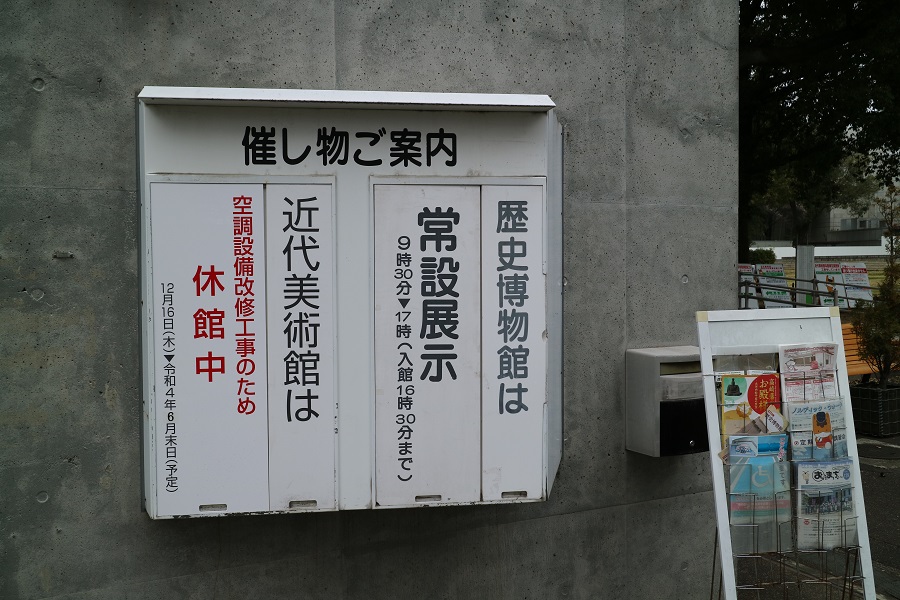 催し物ご案内
歴史博物館は
常設展示
9時30分▼17時(入館16時30分まで)
近代美術館は
空調設備改修工事のため
休館中
12月16日(木)▼令和4年6月末日(予定)
お殿様